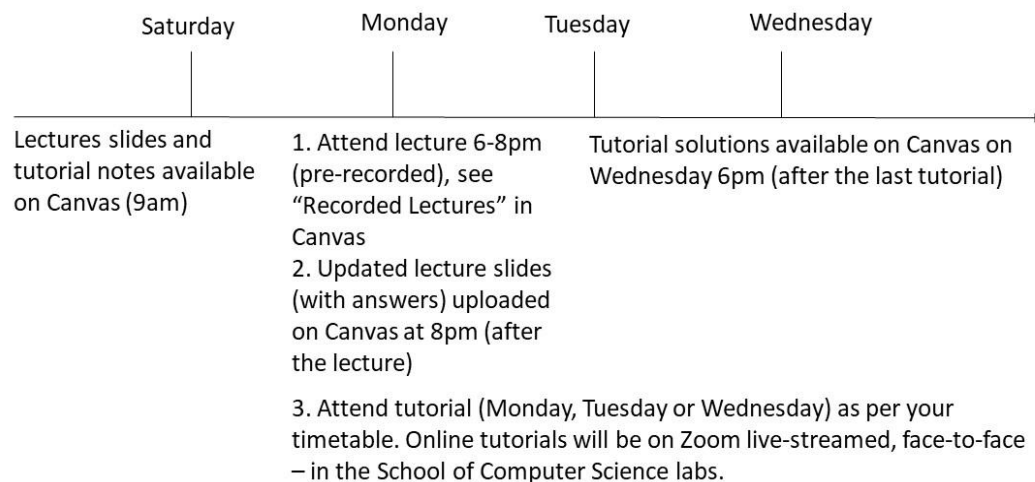 Saturday
Monday
Tuesday
Wednesday
Lectures slides and
tutorial notes available
on Canvas (9am)
1. Attend lecture 6-8pm
(pre-recorded), see
“Recorded Lectures” in
Canvas
2. Updated lecture slides
(with answers) uploaded
on Canvas at 8pm (after
the lecture)
Tutorial solutions available on Canvas on
Wednesday 6pm (after the last tutorial)
3. Attend tutorial (Monday, Tuesday or Wednesday) as per your
timetable. Online tutorials will be on Zoom live-streamed, face-to-face
– in the School of Computer Science labs.